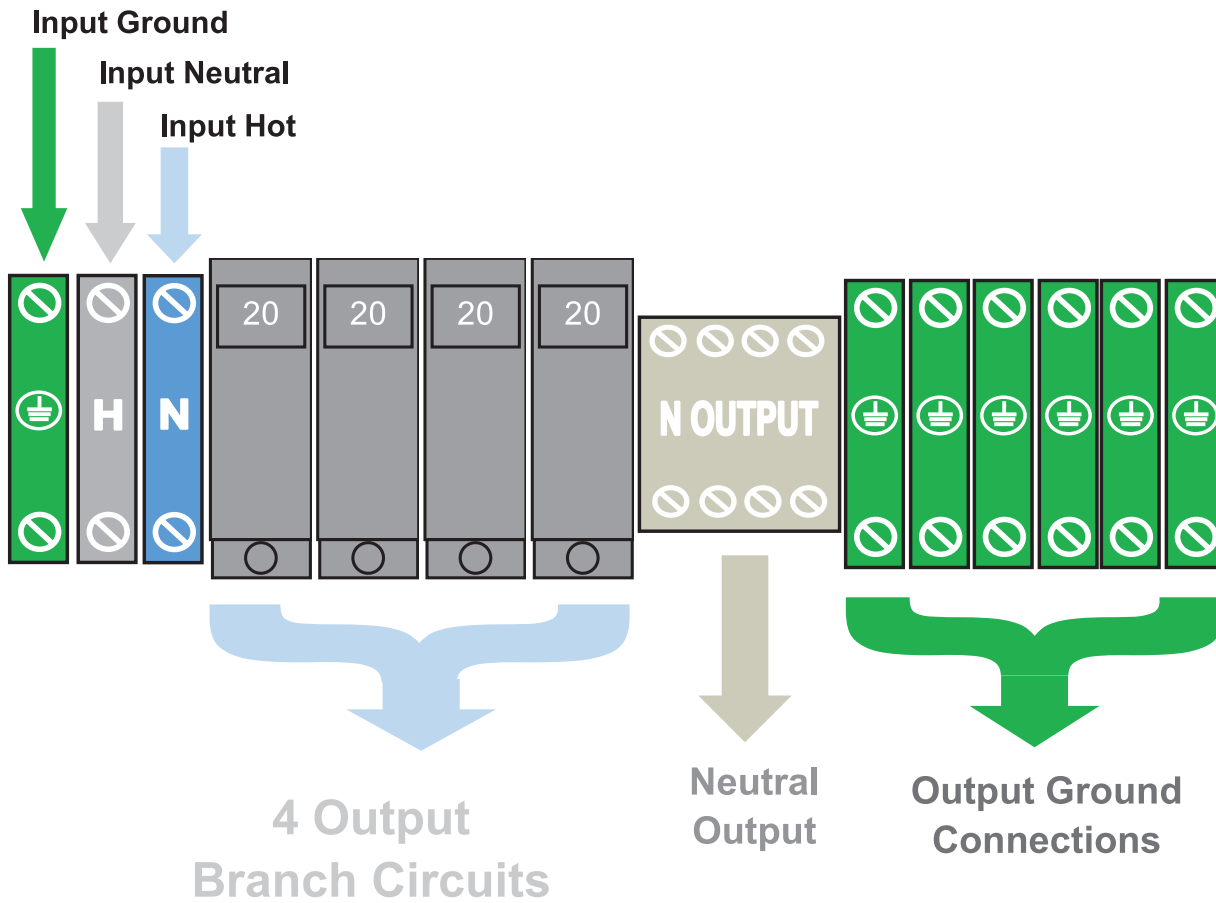 Input Ground
Input Neutral
Input Hot
H
N
20
20
20
20
N OUTPUT
4 Output
Branch Circuits
Neutral
Output
Output Ground
Connections